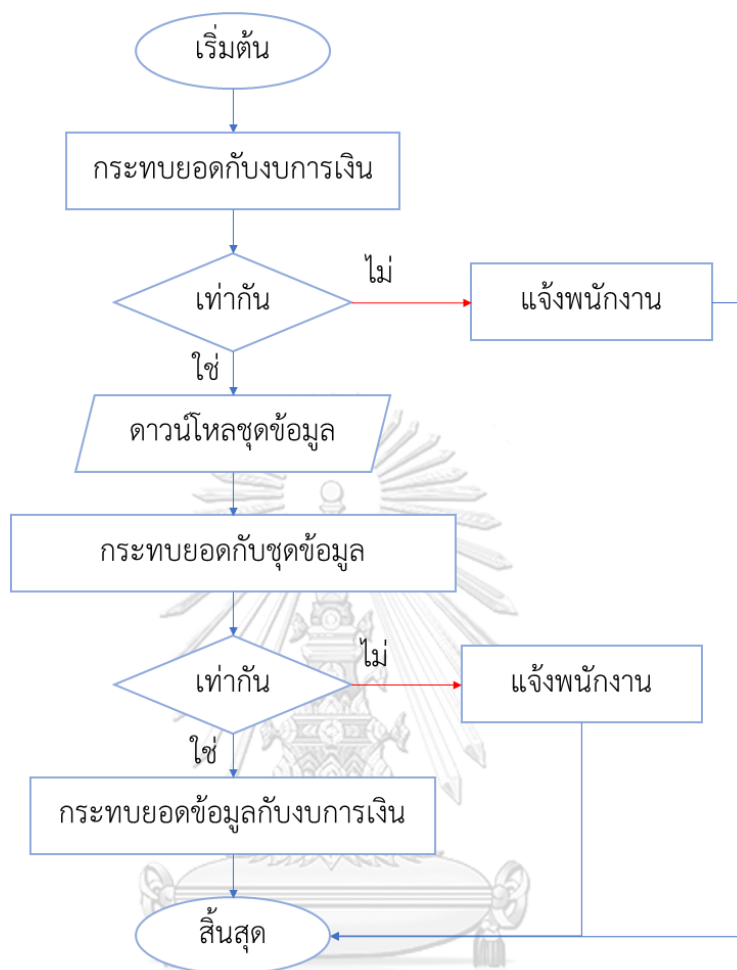 เริ่มต้น
กระทบยอดกับงบการเงิน
เท่ากัน
ไม่
แจ้งพนักงาน
ใช่
ดาวน์โหลชุดข้อมูล
กระทบยอดกับชุดข้อมูล
เท่ากัน
ไม่
แจ้งพนักงาน
ใช่
กระทบยอดข้อมูลกับงบการเงิน
สิ้นสุด